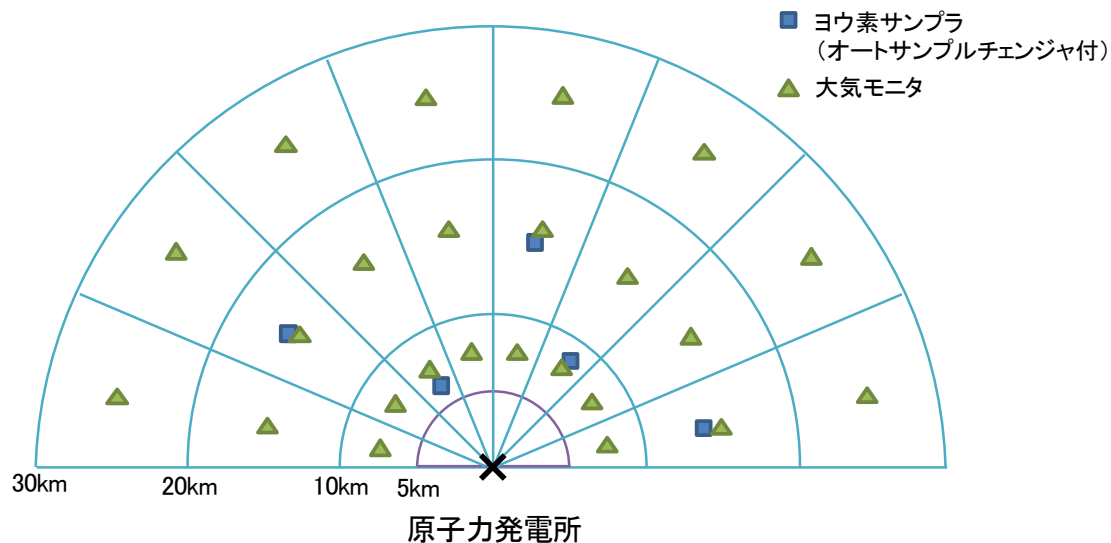 ヨウ素サンプラ
（オートサンプルチェンジャ付）
大気モニタ
30km
20km
10km
5km
原子力発電所